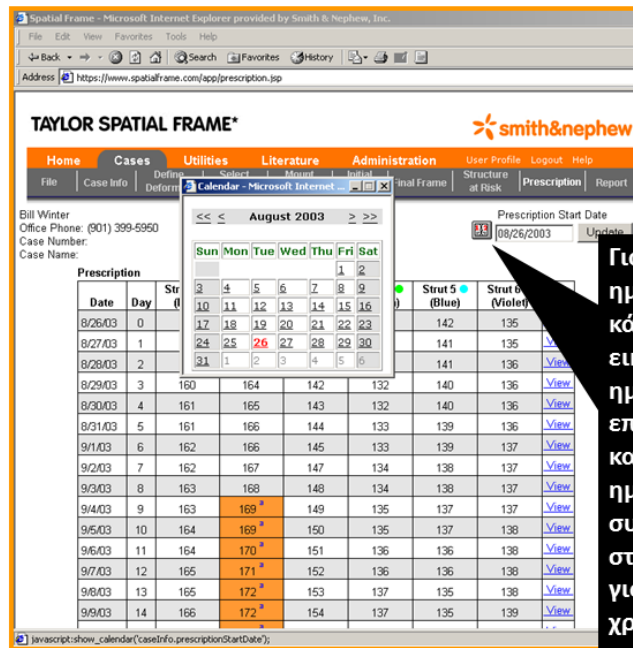 Spatial Frame - Microsoft Internet Explorer provided by Smith & Nephew, Inc.
File Edit View Favorites Tools Help
Back Search Favorites History
Address https://www.spatialframe.com/app/prescription.jsp
TAYLOR SPATIAL FRAME*
smith&nephew
Home Cases Utilities Literature Administration User Profile Logout Help
File Case Info Define Select Mount Initial Final Frame Structure at Risk Prescription Report
Calendar - Microsoft Internet ...
<< < August 2003 > >>
Sun Mon Tue Wed Thu Fri Sat
1 2
3 4 5 6 7 8 9
10 11 12 13 14 15 16
17 18 19 20 21 22 23
24 25 26 27 28 29 30
31 1 2 3 4 5 6
Bill Winter
Office Phone: (901) 399-5950
Case Number:
Case Name:
Prescription Start Date
08/26/2003 Update
Prescription
Date Day Strut 5 (Blue) (Violet)
8/26/03 0 142 135
8/27/03 1 141 135 View
8/28/03 2 141 136 View
8/29/03 3 160 164 142 132 140 136 View
8/30/03 4 161 165 143 132 140 136 View
8/31/03 5 161 166 144 133 139 136 View
9/1/03 6 162 166 145 133 139 137 View
9/2/03 7 162 167 147 134 138 137 View
9/3/03 8 163 168 148 134 138 137 View
9/4/03 9 163 169 a 149 135 137 137 View
9/5/03 10 164 169 a 150 135 137 138 View
9/6/03 11 164 170 a 151 136 136 138 View
9/7/03 12 165 171 a 152 136 136 138 View
9/8/03 13 165 172 a 153 137 135 138 View
9/9/03 14 166 172 a 154 137 135 139 View
javascript:show_calendar('caseInfo.prescriptionStartDate');